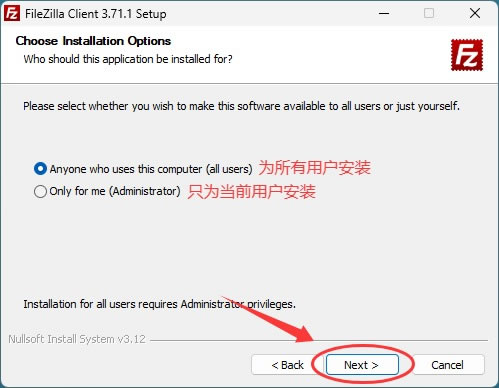 FileZilla Client 3.71.1 Setup
Choose Installation Options
Who should this application be installed for?
FZ
Please select whether you wish to make this software available to all users or just yourself.
Anyone who uses this computer (all users) 为所有用户安装
Only for me (Administrator) 只为当前用户安装
Installation for all users requires Administrator privileges.
Nullsoft Install System v3.12
< Back Next > Cancel